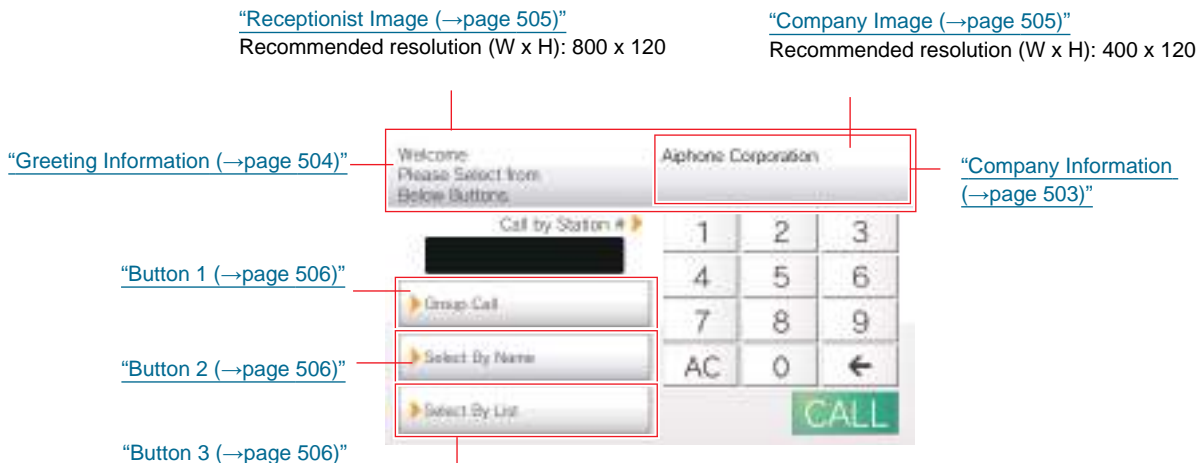 “Receptionist Image (→page 505)”
Recommended resolution (W x H): 800 x 120
“Company Image (→page 505)”
Recommended resolution (W x H): 400 x 120
“Greeting Information (→page 504)”
Welcome
Please Select from
Below Buttons
Aiphone Corporation
“Company Information
(→page 503)”
Call by Station #
1 2 3
4 5 6
7 8 9
AC 0 ←
“Button 1 (→page 506)”
Group Call
“Button 2 (→page 506)”
Select By Name
“Button 3 (→page 506)”
Select By List
CALL